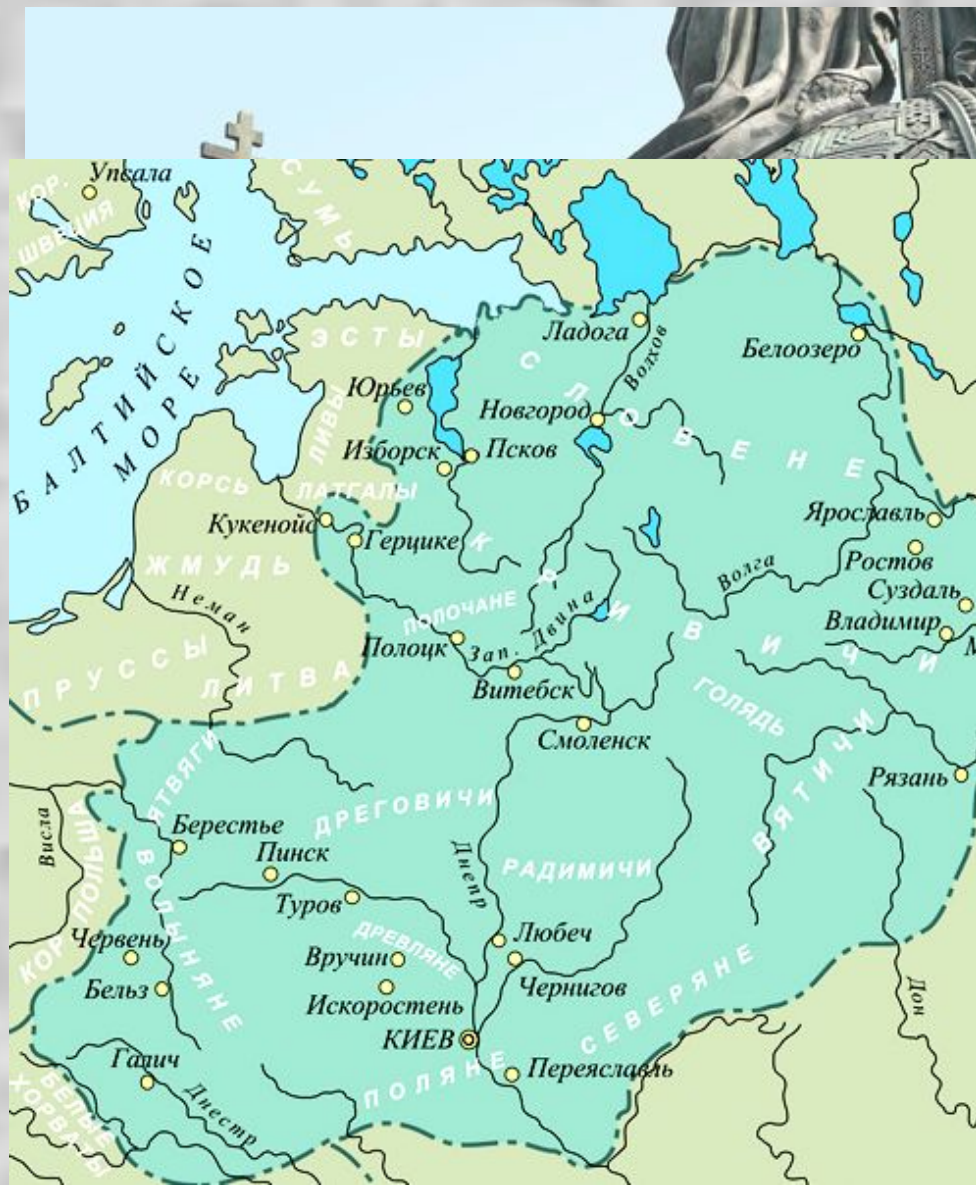 Упсала
КОР.
ШВЕЦИЯ
СУМЬ
БАЛТИЙСКОЕ
МОРЕ
ЭСТЫ
Ладога
Волхов
Белоозеро
СЛОВЕНЕ
Юрьев
Новгород
ЛИВЫ
Изборск
Псков
КОРСЬ
ЛАТГАЛЫ
Кукенойс
Герцике
Ярославль
ЖМУДЬ
КРИВИЧИ
Волга
Ростов
Неман
Суздаль
ПОЛОЧАНЕ
Владимир
М
Полоцк
Зап. Двина
ПРУССЫ
ЛИТВА
Витебск
ГОЛЯДЬ
Смоленск
ЯТВЯГИ
ВЯТИЧИ
Рязань
Висла
ДРЕГОВИЧИ
Берестье
Днепр
Пинск
РАДИМИЧИ
КОР. ПОЛЬША
ВОЛЫНЯНЕ
Туров
Любеч
Червень
ДРЕВЛЯНЕ
Вручин
Чернигов
Бельз
Искоростень
СЕВЕРЯНЕ
Дон
КИЕВ
Галич
Переяславль
ПОЛЯНЕ
БЕЛЫЕ
ХОРВАТЫ
Днестр